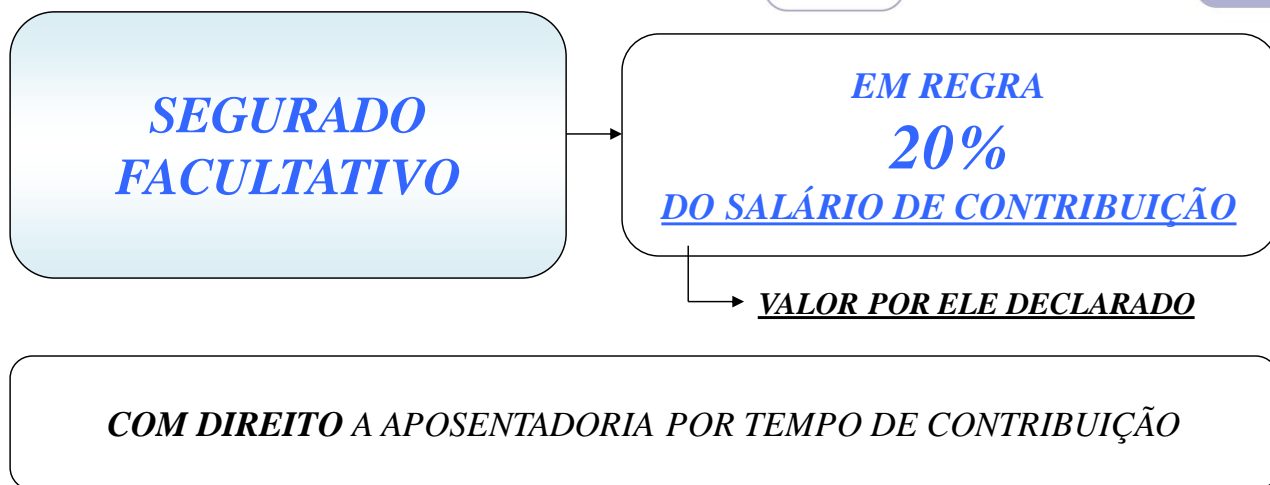 SEGURADO
FACULTATIVO
EM REGRA
20%
DO SALÁRIO DE CONTRIBUIÇÃO
VALOR POR ELE DECLARADO
COM DIREITO A APOSENTADORIA POR TEMPO DE CONTRIBUIÇÃO